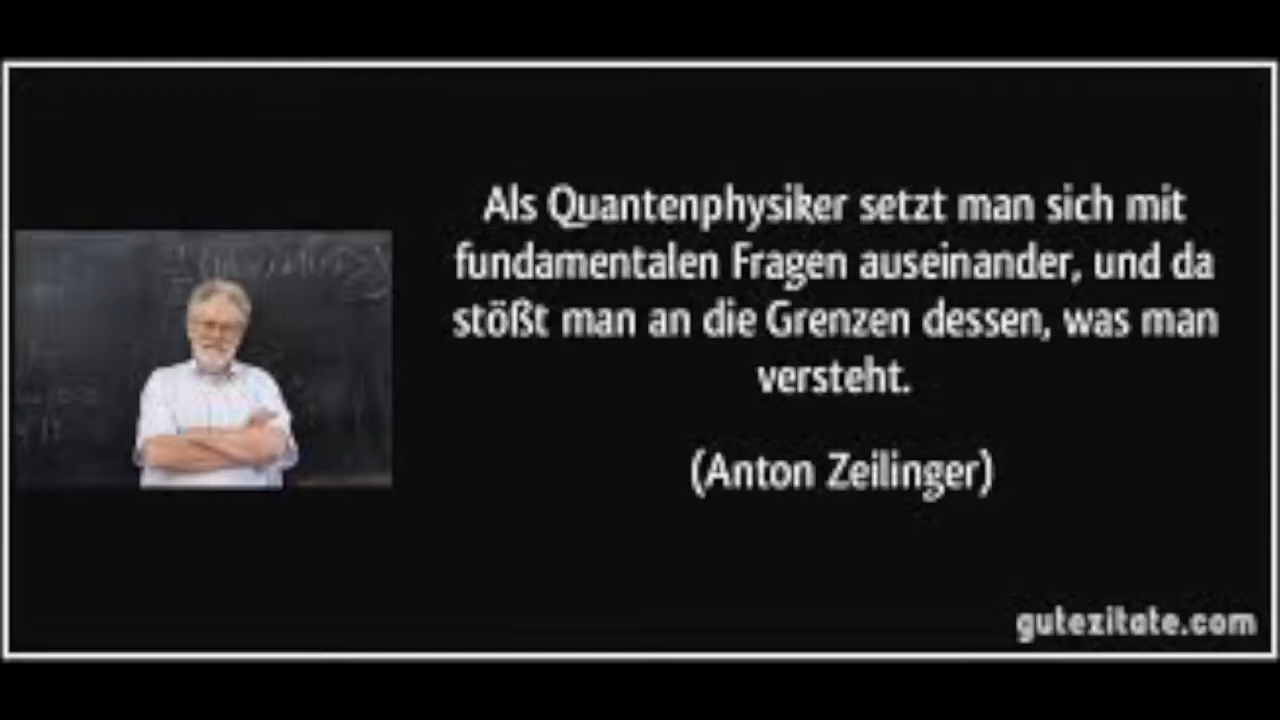 Als Quantenphysiker setzt man sich mit
fundamentalen Fragen auseinander, und da
stößt man an die Grenzen dessen, was man
versteht.
(Anton Zeilinger)
gutezitate.com